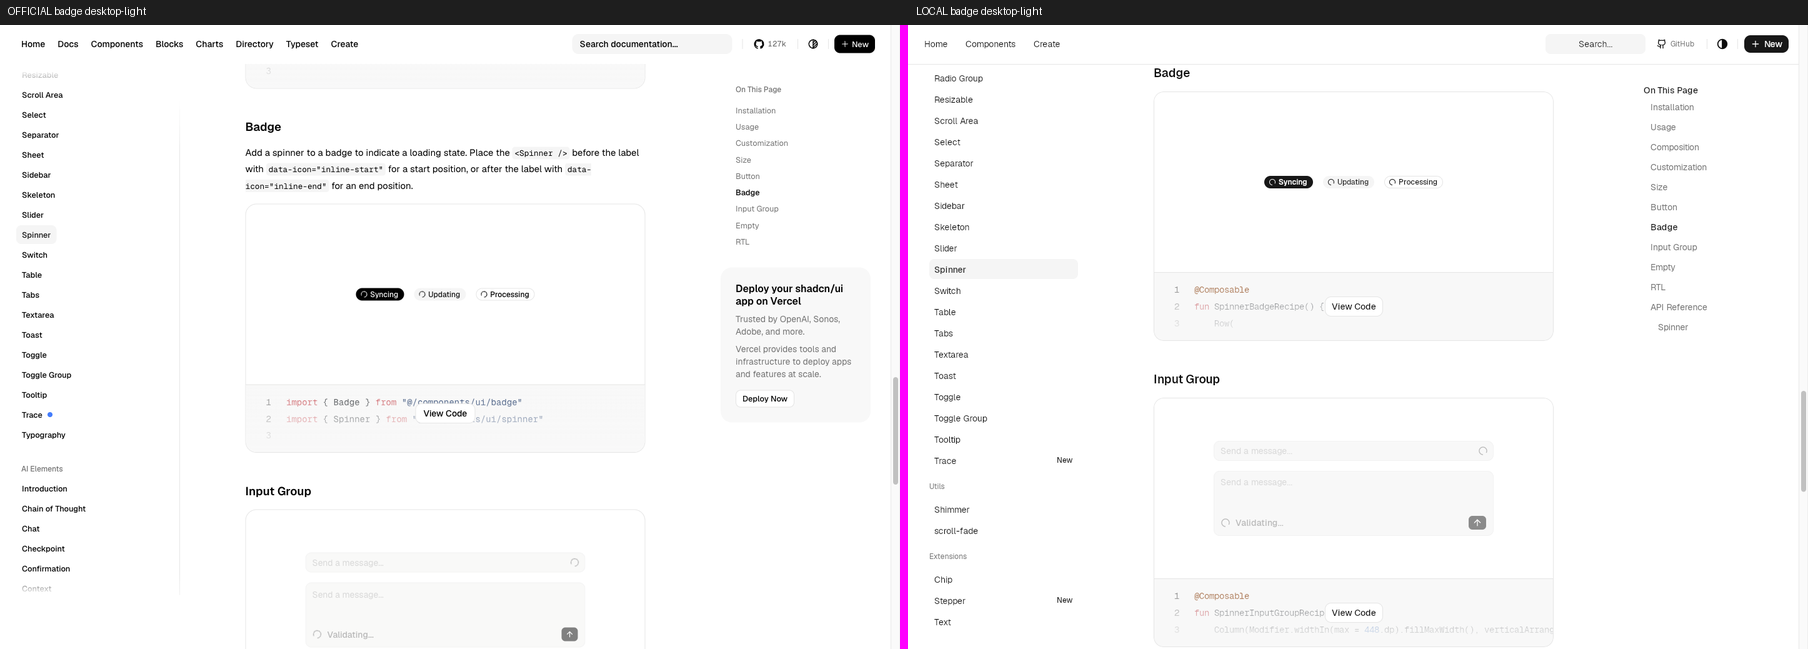 OFFICIAL badge desktop-light
Home Docs Components Blocks Charts Directory Typeset Create
Search documentation...
127k
+ New
Resizable
Scroll Area
Select
Separator
Sheet
Sidebar
Skeleton
Slider
Spinner
Switch
Table
Tabs
Textarea
Toast
Toggle
Toggle Group
Tooltip
Trace
Typography
AI Elements
Introduction
Chain of Thought
Chat
Checkpoint
Confirmation
Context
3
Badge
Add a spinner to a badge to indicate a loading state. Place the <Spinner /> before the label
with data-icon="inline-start" for a start position, or after the label with data-
icon="inline-end" for an end position.
Syncing Updating Processing
1 import { Badge } from "@/components/ui/badge"
View Code
2 import { Spinner } from " s/ui/spinner"
3
Input Group
Send a message...
Send a message...
Validating...
On This Page
Installation
Usage
Customization
Size
Button
Badge
Input Group
Empty
RTL
Deploy your shadcn/ui
app on Vercel
Trusted by OpenAI, Sonos,
Adobe, and more.
Vercel provides tools and
infrastructure to deploy apps
and features at scale.
Deploy Now
LOCAL badge desktop-light
Home Components Create
Search...
GitHub
+ New
Radio Group
Resizable
Scroll Area
Select
Separator
Sheet
Sidebar
Skeleton
Slider
Spinner
Switch
Table
Tabs
Textarea
Toast
Toggle
Toggle Group
Tooltip
Trace New
Utils
Shimmer
scroll-fade
Extensions
Chip
Stepper New
Text
Badge
Syncing Updating Processing
1 @Composable
2 fun SpinnerBadgeRecipe() {
View Code
3 Row(
Input Group
Send a message...
Send a message...
Validating...
1 @Composable
2 fun SpinnerInputGroupRecip
View Code
3 Column(Modifier.widthIn(max = 448.dp).fillMaxWidth(), verticalArrang
On This Page
Installation
Usage
Composition
Customization
Size
Button
Badge
Input Group
Empty
RTL
API Reference
Spinner